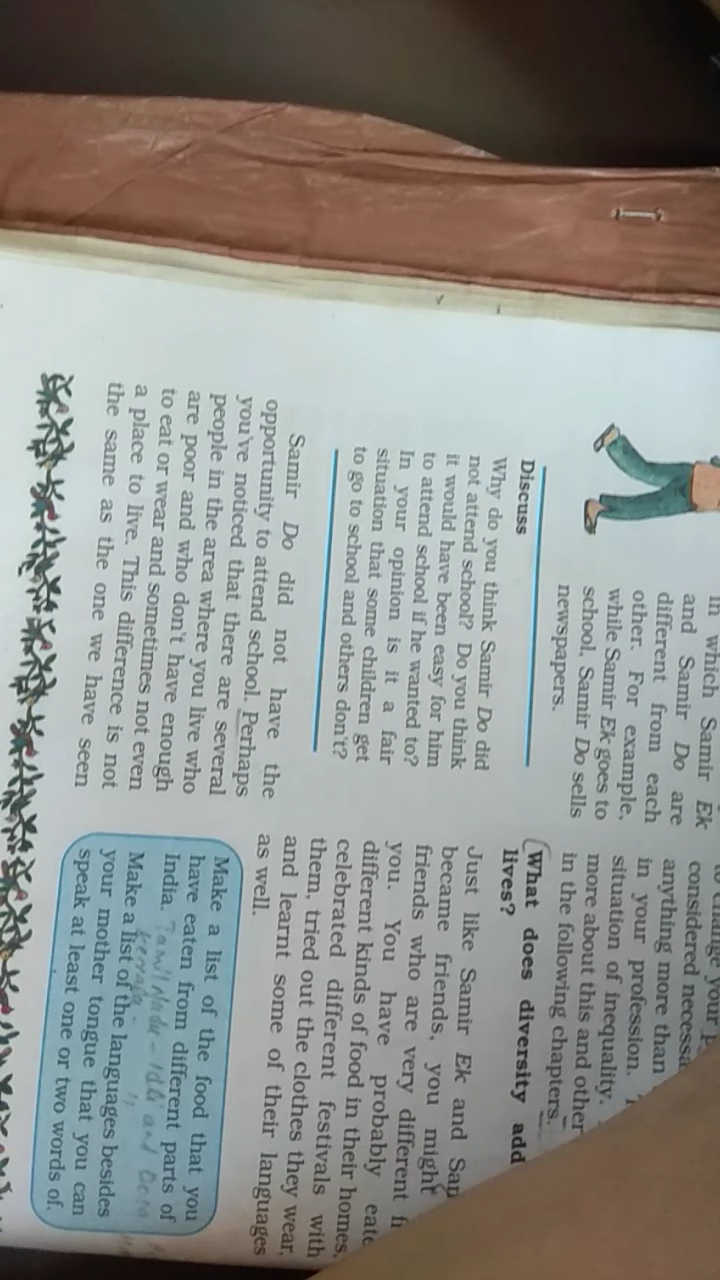 in which Samir Ek
and Samir Do are
different from each
other. For example,
while Samir Ek goes to
school, Samir Do sells
newspapers.
Discuss
Why do you think Samir Do did
not attend school? Do you think
it would have been easy for him
to attend school if he wanted to?
In your opinion is it a fair
situation that some children get
to go to school and others don't?
Samir Do did not have the
opportunity to attend school. Perhaps
you've noticed that there are several
people in the area where you live who
are poor and who don't have enough
to eat or wear and sometimes not even
a place to live. This difference is not
the same as the one we have seen
to change your
considered
anything more than
in your profession.
situation of inequality.
more about this and other
in the following chapters.
What does diversity add
lives?
Just like Samir Ek and
became friends, you might
friends who are very different
you. You have probably
different kinds of food in their homes,
celebrated different festivals with
them, tried out the clothes they wear,
and learnt some of their languages
as well.
Make a list of the food that you
have eaten from different parts of
India. Tamil Nadu - Idli and Dosa
Kerala
Make a list of the languages besides
your mother tongue that you can
speak at least one or two words of.